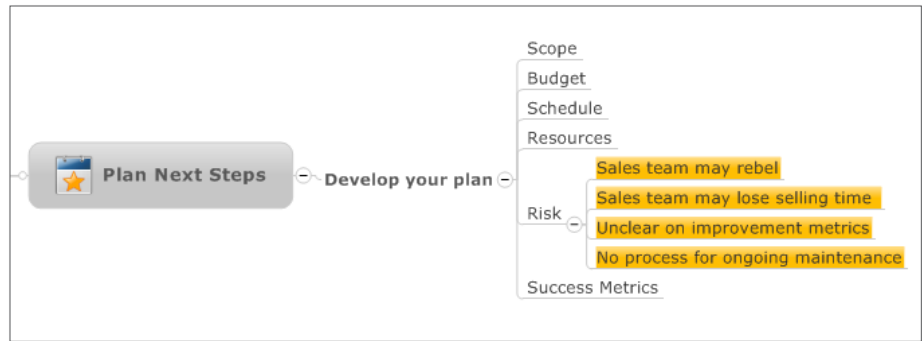 Plan Next Steps
Develop your plan
Scope
Budget
Schedule
Resources
Risk
Sales team may rebel
Sales team may lose selling time
Unclear on improvement metrics
No process for ongoing maintenance
Success Metrics